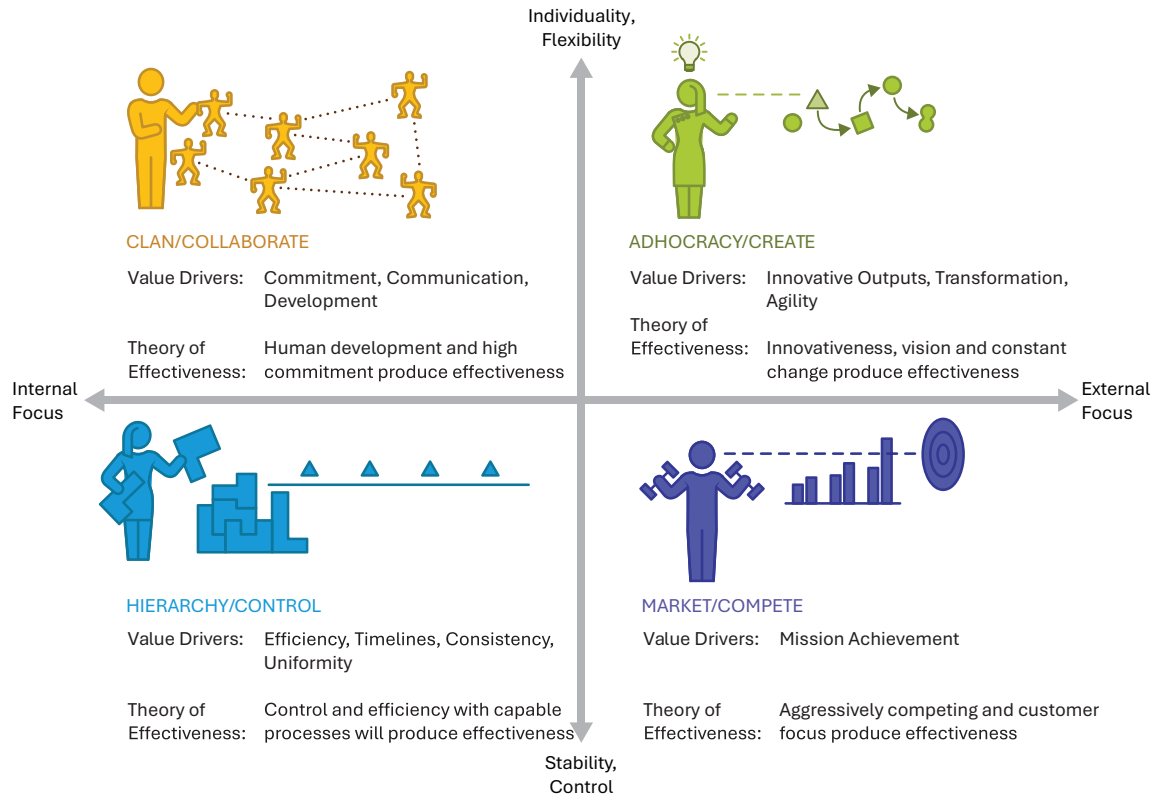 Individuality,
Flexibility
CLAN/COLLABORATE
Value Drivers: Commitment, Communication,
Development
Theory of Human development and high
Effectiveness: commitment produce effectiveness
ADHOCRACY/CREATE
Value Drivers: Innovative Outputs, Transformation,
Agility
Theory of
Effectiveness: Innovativeness, vision and constant
change produce effectiveness
Internal
Focus
External
Focus
HIERARCHY/CONTROL
Value Drivers: Efficiency, Timelines, Consistency,
Uniformity
Theory of Control and efficiency with capable
Effectiveness: processes will produce effectiveness
MARKET/COMPETE
Value Drivers: Mission Achievement
Theory of Aggressively competing and customer
Effectiveness: focus produce effectiveness
Stability,
Control